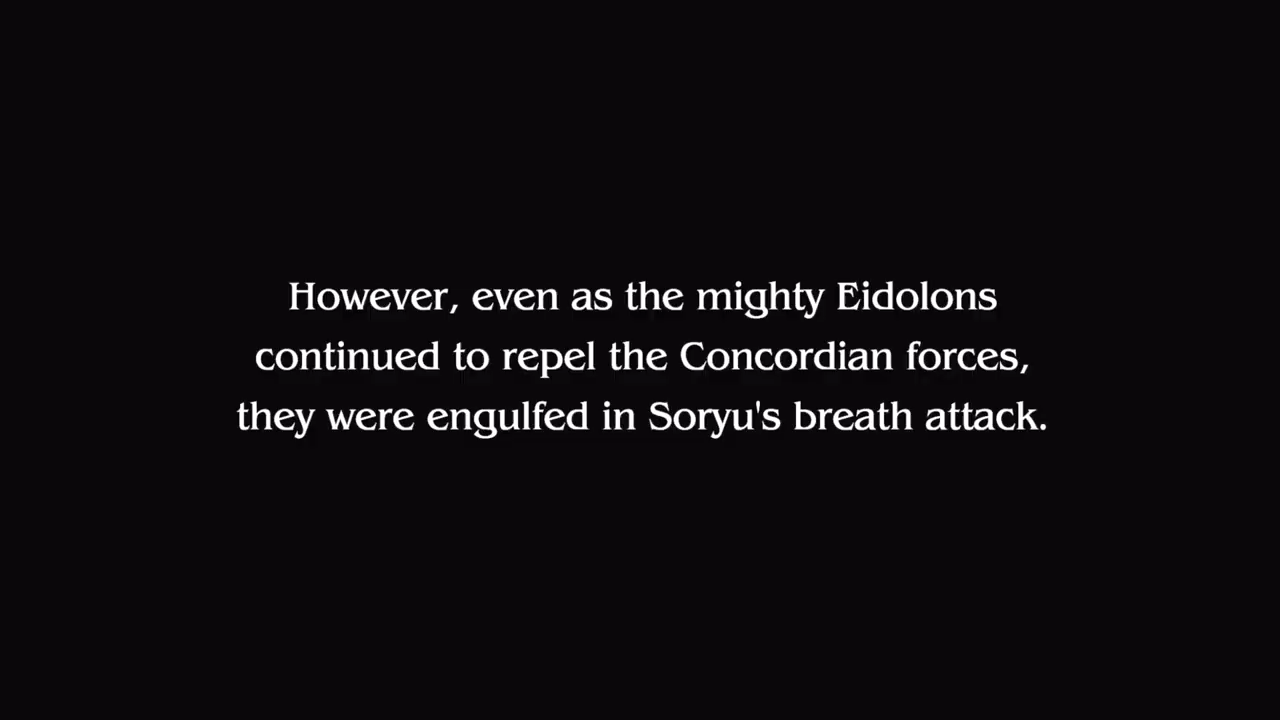 However, even as the mighty Eidolons
continued to repel the Concordian forces,
they were engulfed in Soryu's breath attack.